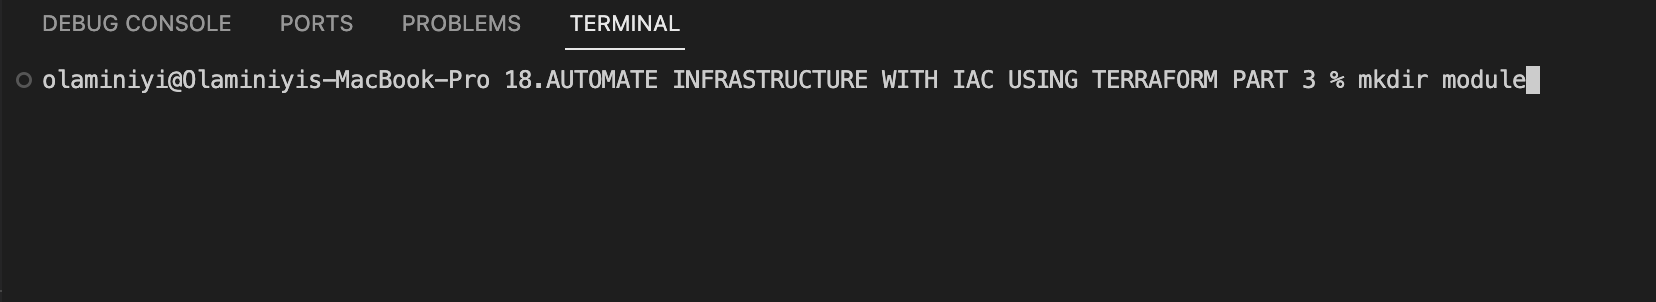 DEBUG CONSOLE PORTS PROBLEMS TERMINAL
olaminiyi@Olaminiyis-MacBook-Pro 18.AUTOMATE INFRASTRUCTURE WITH IAC USING TERRAFORM PART 3 % mkdir module